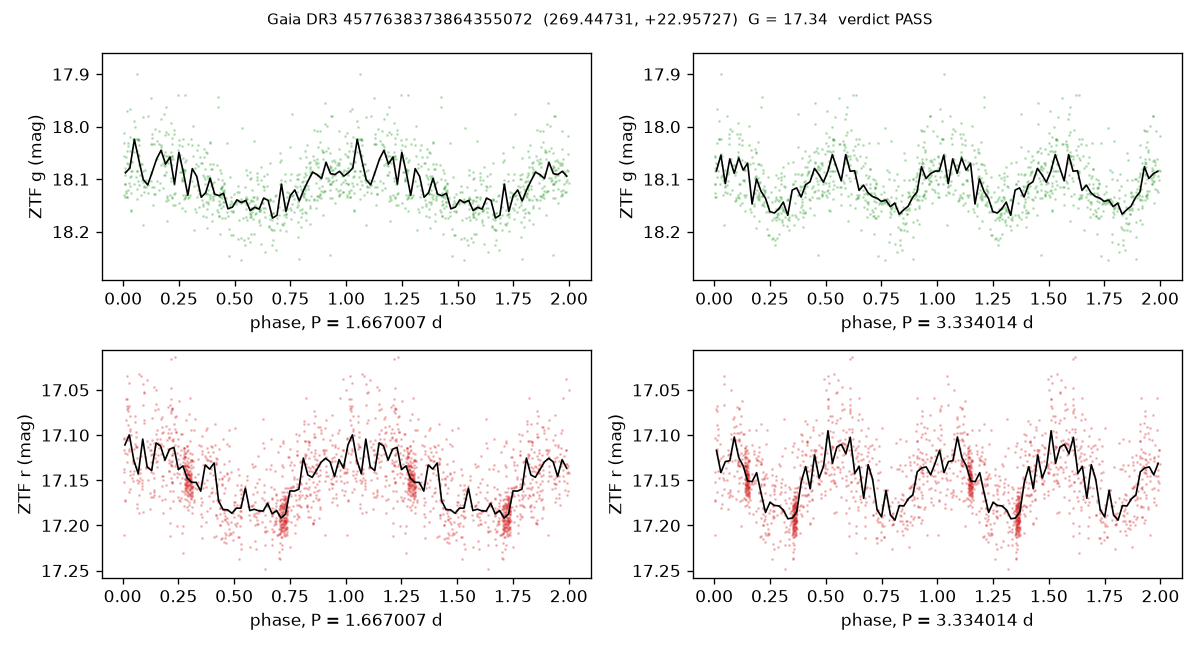 Gaia DR3 4577638373864355072 (269.44731, +22.95727) G = 17.34 verdict PASS
ZTF g (mag)
17.9
18.0
18.1
18.2
0.00 0.25 0.50 0.75 1.00 1.25 1.50 1.75 2.00
phase, P = 1.667007 d
ZTF g (mag)
17.9
18.0
18.1
18.2
0.00 0.25 0.50 0.75 1.00 1.25 1.50 1.75 2.00
phase, P = 3.334014 d
ZTF r (mag)
17.05
17.10
17.15
17.20
17.25
0.00 0.25 0.50 0.75 1.00 1.25 1.50 1.75 2.00
phase, P = 1.667007 d
ZTF r (mag)
17.05
17.10
17.15
17.20
17.25
0.00 0.25 0.50 0.75 1.00 1.25 1.50 1.75 2.00
phase, P = 3.334014 d